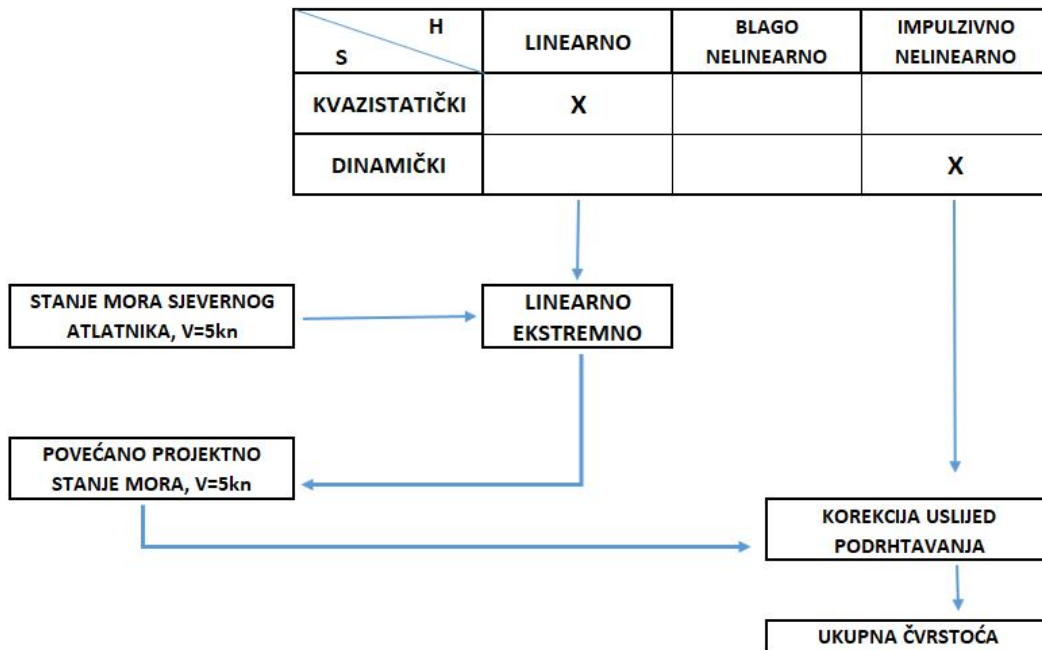 H
S
LINEARNO
BLAGO
NELINEARNO
IMPULZIVNO
NELINEARNO
KVAZISTATIČKI
X
DINAMIČKI
X
STANJE MORA SJEVERNOG
ATLATNIKA, V=5kn
LINEARNO
EKSTREMNO
POVEĆANO PROJEKTNO
STANJE MORA, V=5kn
KOREKCIJA USLIJED
PODRHTAVANJA
UKUPNA ČVRSTOĆA